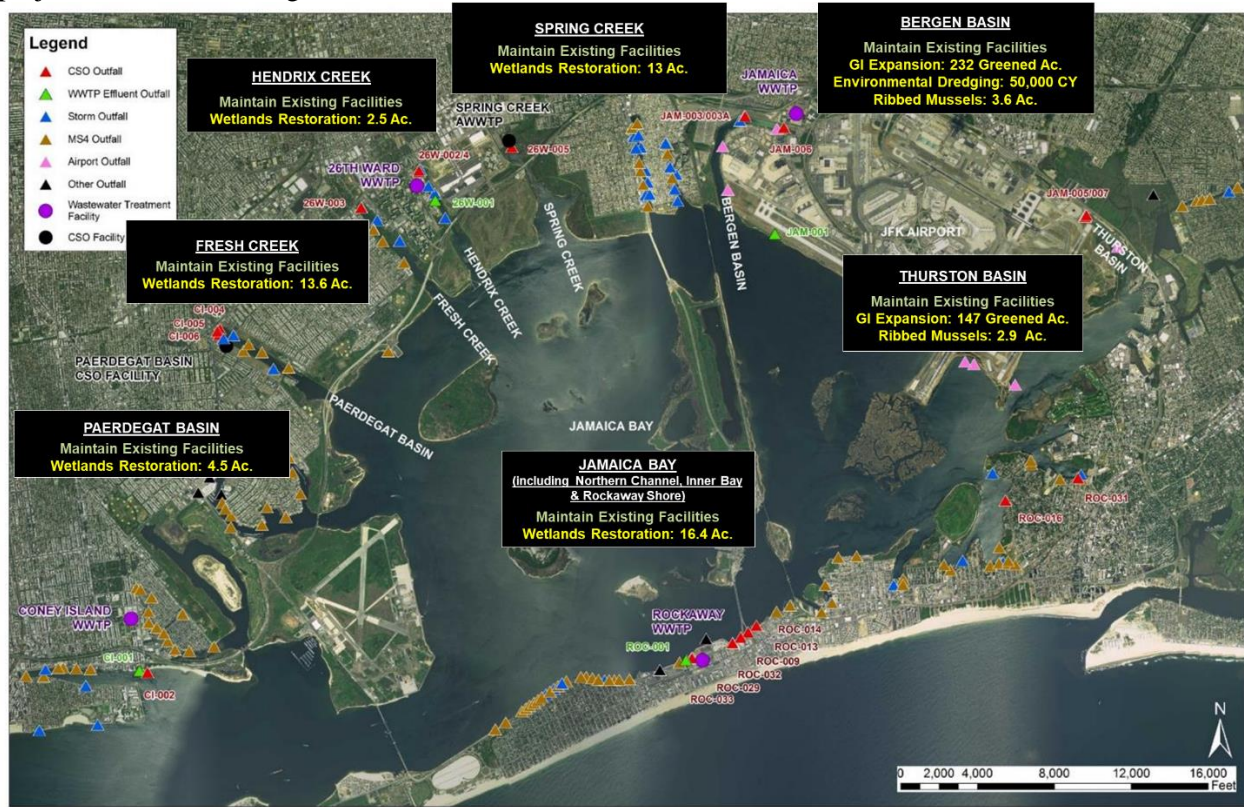 Legend
CSO Outfall
WWTP Effluent Outfall
Storm Outfall
MS4 Outfall
Airport Outfall
Other Outfall
Wastewater Treatment
Facility
CSO Facility
HENDRIX CREEK
Maintain Existing Facilities
Wetlands Restoration: 2.5 Ac.
SPRING CREEK
Maintain Existing Facilities
Wetlands Restoration: 13 Ac.
BERGEN BASIN
Maintain Existing Facilities
GI Expansion: 232 Greened Ac.
Environmental Dredging: 50,000 CY
Ribbed Mussels: 3.6 Ac.
JAMAICA
WWTP
SPRING CREEK
AWWTP
JAM-003/003A
JAM-006
26W-005
26W-002/4
26TH WARD
WWTP
26W-001
26W-003
JAM-005/007
JAM-001
JFK AIRPORT
BERGEN BASIN
THURSTON
BASIN
SPRING CREEK
HENDRIX CREEK
FRESH CREEK
FRESH CREEK
Maintain Existing Facilities
Wetlands Restoration: 13.6 Ac.
THURSTON BASIN
Maintain Existing Facilities
GI Expansion: 147 Greened Ac.
Ribbed Mussels: 2.9 Ac.
CI-004
CI-005
CI-006
PAERDEGAT BASIN
CSO FACILITY
PAERDEGAT BASIN
PAERDEGAT BASIN
Maintain Existing Facilities
Wetlands Restoration: 4.5 Ac.
JAMAICA BAY
JAMAICA BAY
(including Northern Channel, Inner Bay
& Rockaway Shore)
Maintain Existing Facilities
Wetlands Restoration: 16.4 Ac.
ROC-031
ROC-016
CONEY ISLAND
WWTP
CI-001
CI-002
ROCKAWAY
WWTP
ROC-001
ROC-014
ROC-013
ROC-009
ROC-032
ROC-029
ROC-033
N
0 2,000 4,000 8,000 12,000 16,000
Feet